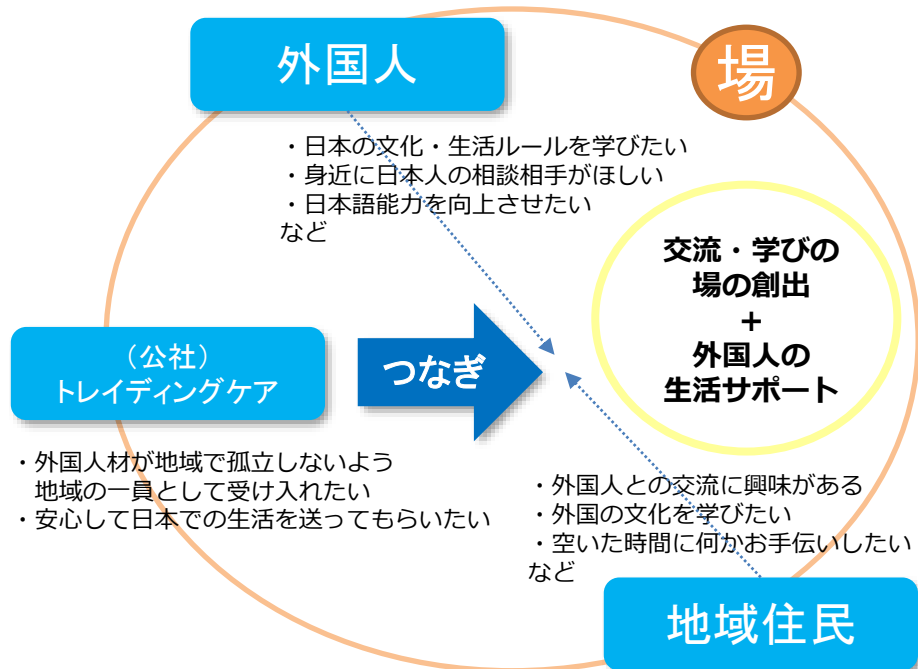 外国人
場
・日本の文化・生活ルールを学びたい
・身近に日本人の相談相手がほしい
・日本語能力を向上させたい
など
交流・学びの
場の創出
+
外国人の
生活サポート
（公社）
トレイディングケア
つなぎ
・外国人材が地域で孤立しないよう
地域の一員として受け入れたい
・安心して日本での生活を送ってもらいたい
・外国人との交流に興味がある
・外国の文化を学びたい
・空いた時間に何かお手伝いしたい
など
地域住民